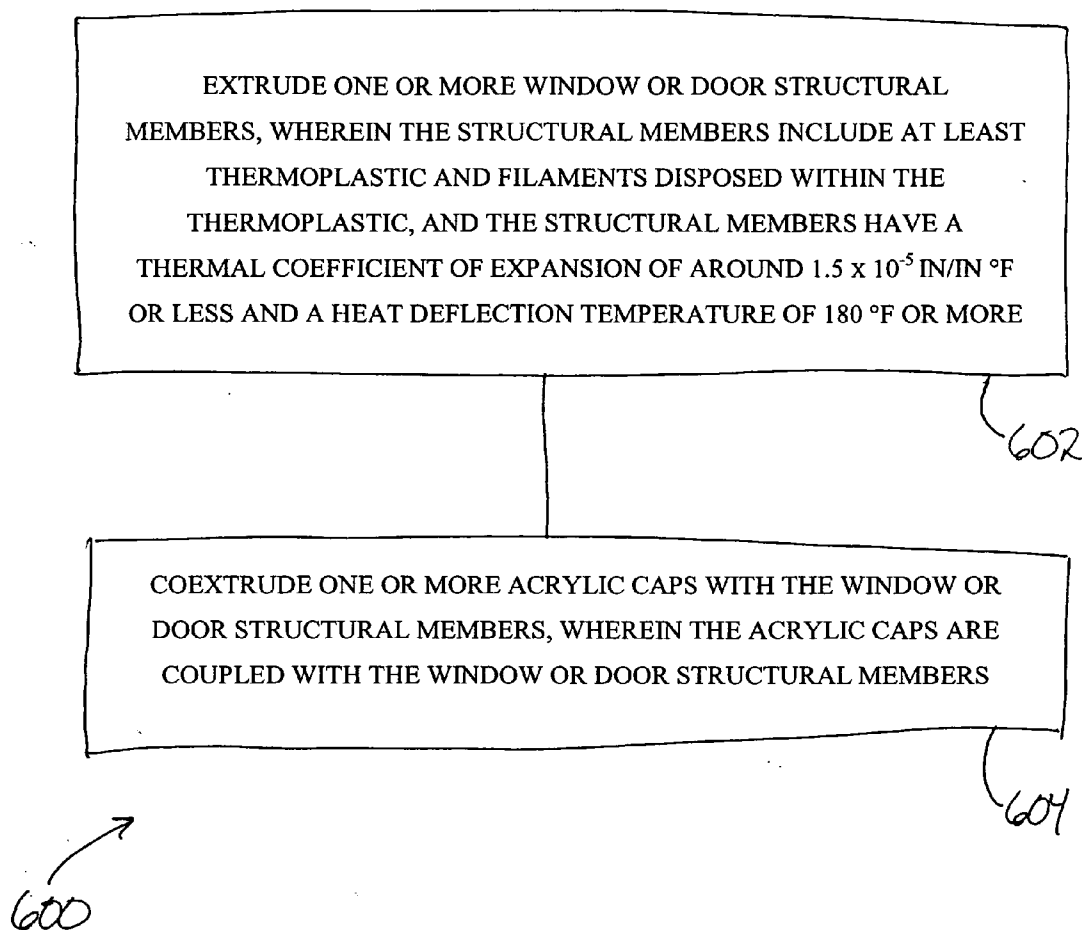 EXTRUDE ONE OR MORE WINDOW OR DOOR STRUCTURAL
MEMBERS, WHEREIN THE STRUCTURAL MEMBERS INCLUDE AT LEAST
THERMOPLASTIC AND FILAMENTS DISPOSED WITHIN THE
THERMOPLASTIC, AND THE STRUCTURAL MEMBERS HAVE A
THERMAL COEFFICIENT OF EXPANSION OF AROUND 1.5 x 10⁻⁵ IN/IN °F
OR LESS AND A HEAT DEFLECTION TEMPERATURE OF 180 °F OR MORE
602
COEXTRUDE ONE OR MORE ACRYLIC CAPS WITH THE WINDOW OR
DOOR STRUCTURAL MEMBERS, WHEREIN THE ACRYLIC CAPS ARE
COUPLED WITH THE WINDOW OR DOOR STRUCTURAL MEMBERS
604
600